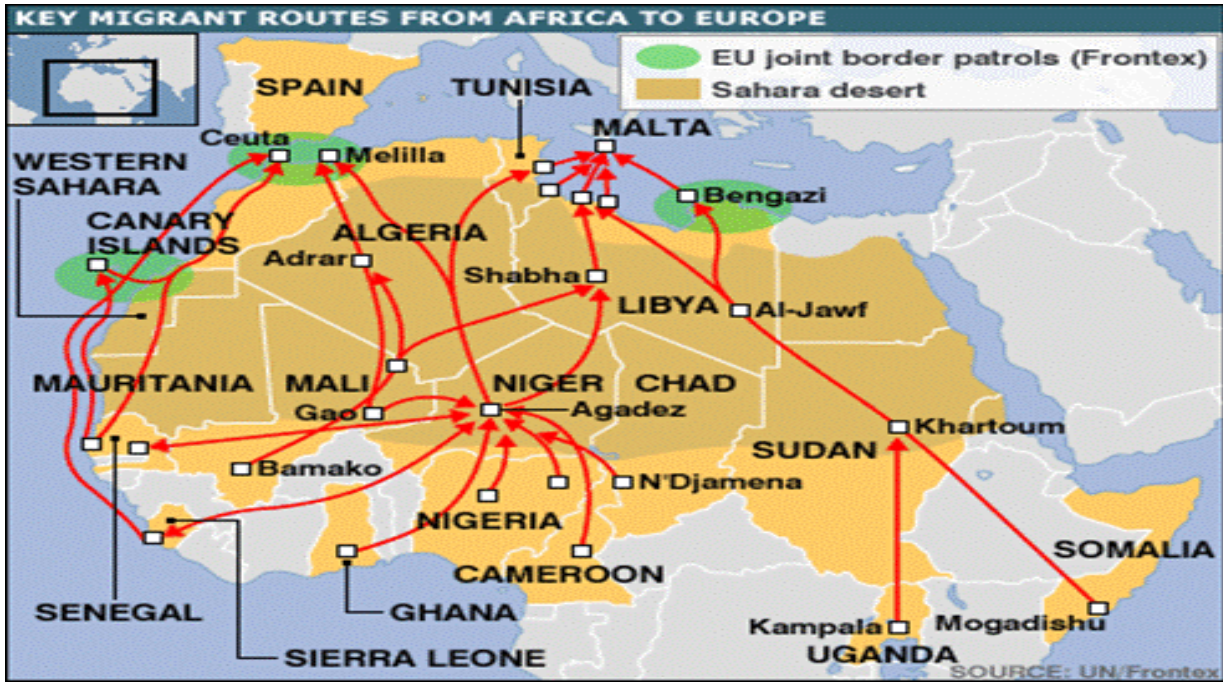 KEY MIGRANT ROUTES FROM AFRICA TO EUROPE
EU joint border patrols (Frontex)
Sahara desert
SPAIN
TUNISIA
MALTA
Ceuta
Melilla
WESTERN
SAHARA
Bengazi
CANARY
ISLANDS
ALGERIA
Adrar
Shabha
LIBYA
Al-Jawf
MAURITANIA
MALI
NIGER
CHAD
Gao
Agadez
Khartoum
SUDAN
Bamako
N'Djamena
NIGERIA
SOMALIA
CAMEROON
SENEGAL
GHANA
Kampala
Mogadishu
SIERRA LEONE
UGANDA
SOURCE: UN/Frontex